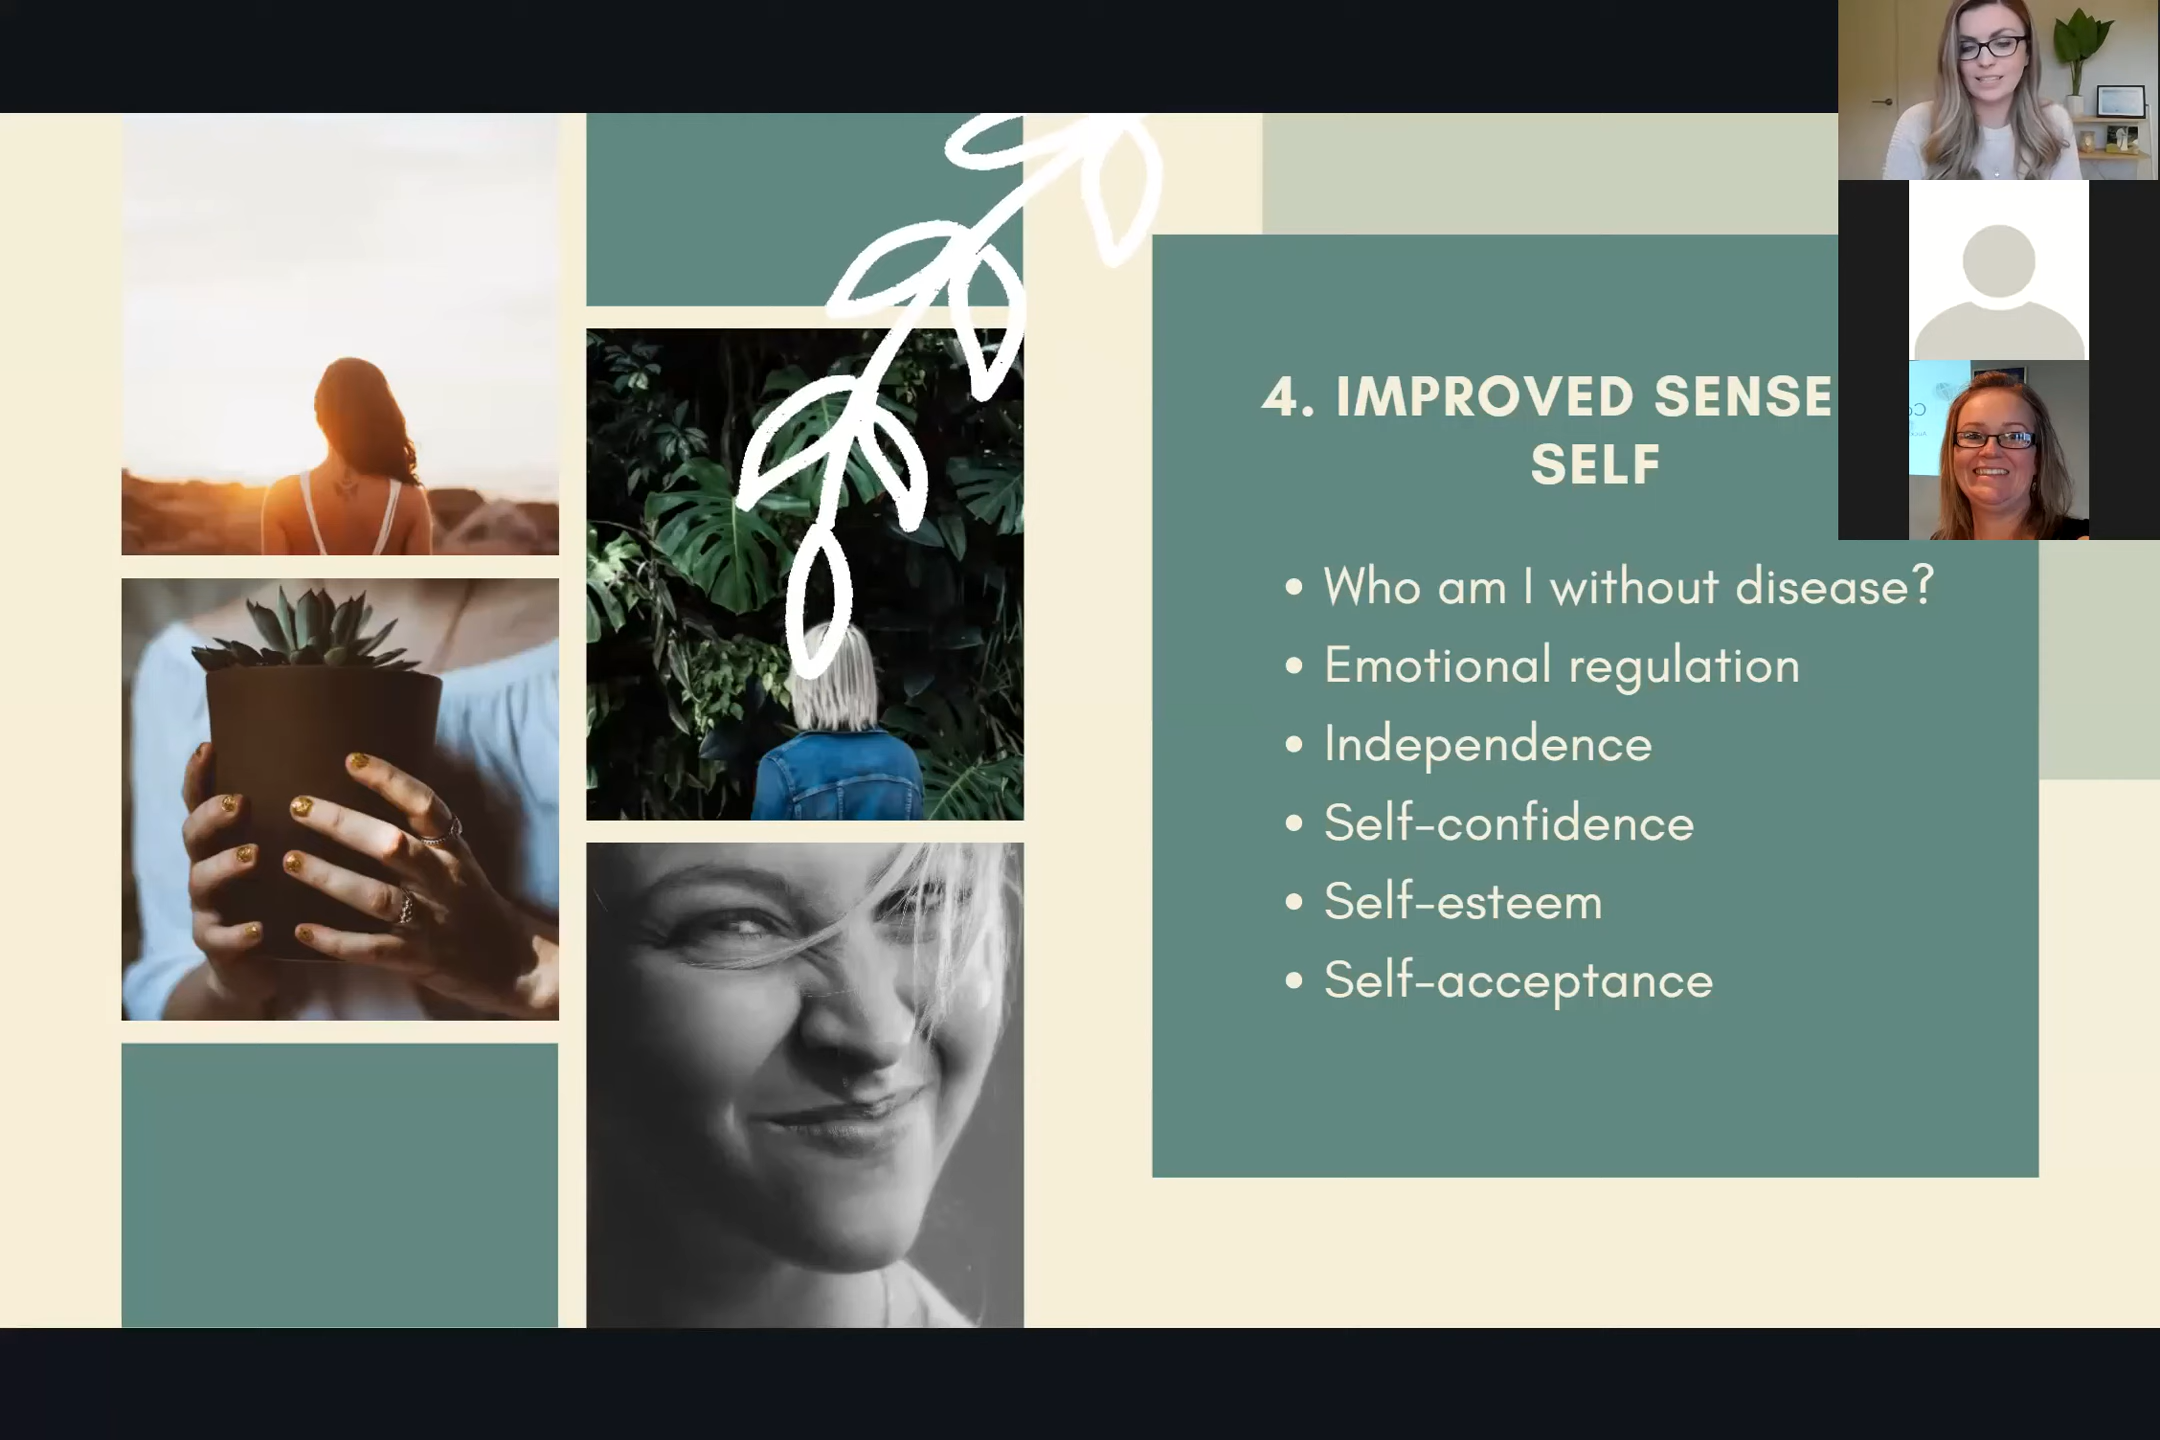 4. IMPROVED SENSE
SELF
• Who am I without disease?
• Emotional regulation
• Independence
• Self-confidence
• Self-esteem
• Self-acceptance